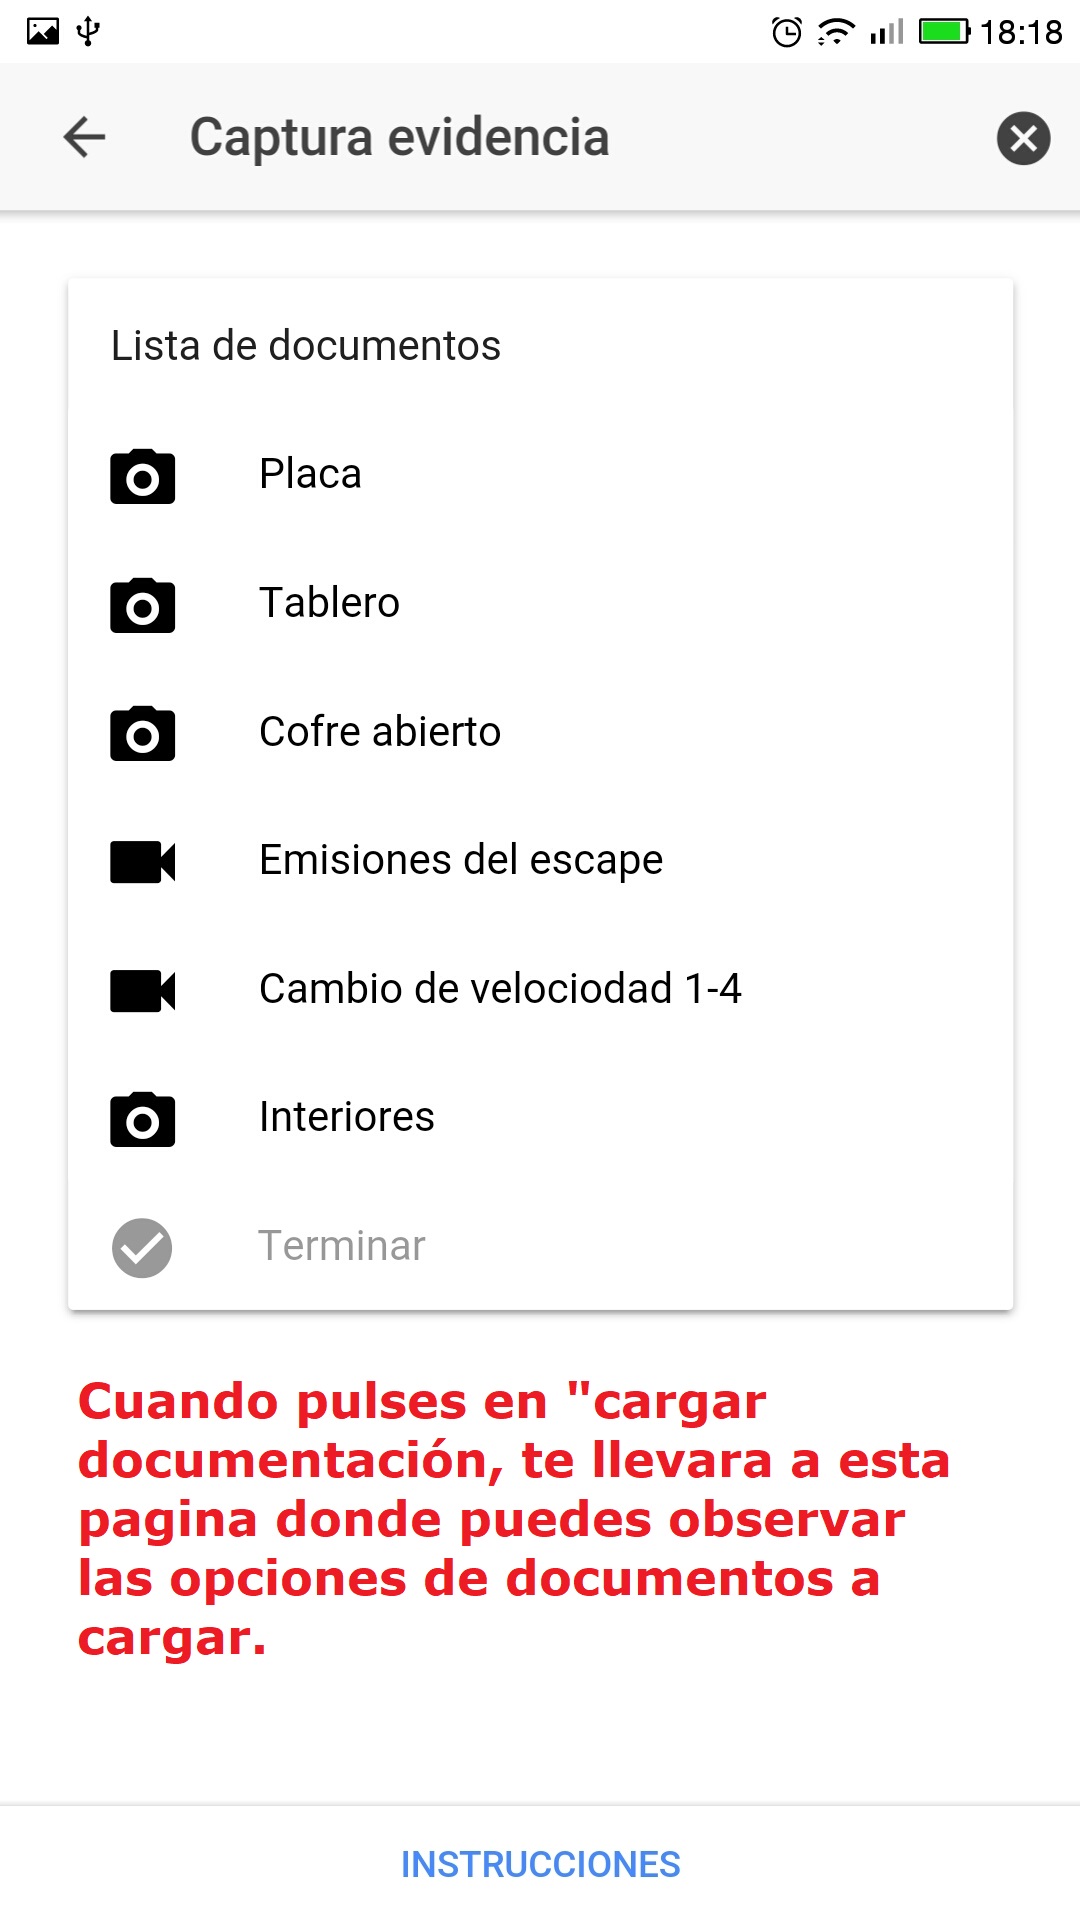 18:18
Captura evidencia
Lista de documentos
Placa
Tablero
Cofre abierto
Emisiones del escape
Cambio de velociodad 1-4
Interiores
Terminar
Cuando pulses en "cargar
documentación, te llevara a esta
pagina donde puedes observar
las opciones de documentos a
cargar.
INSTRUCCIONES